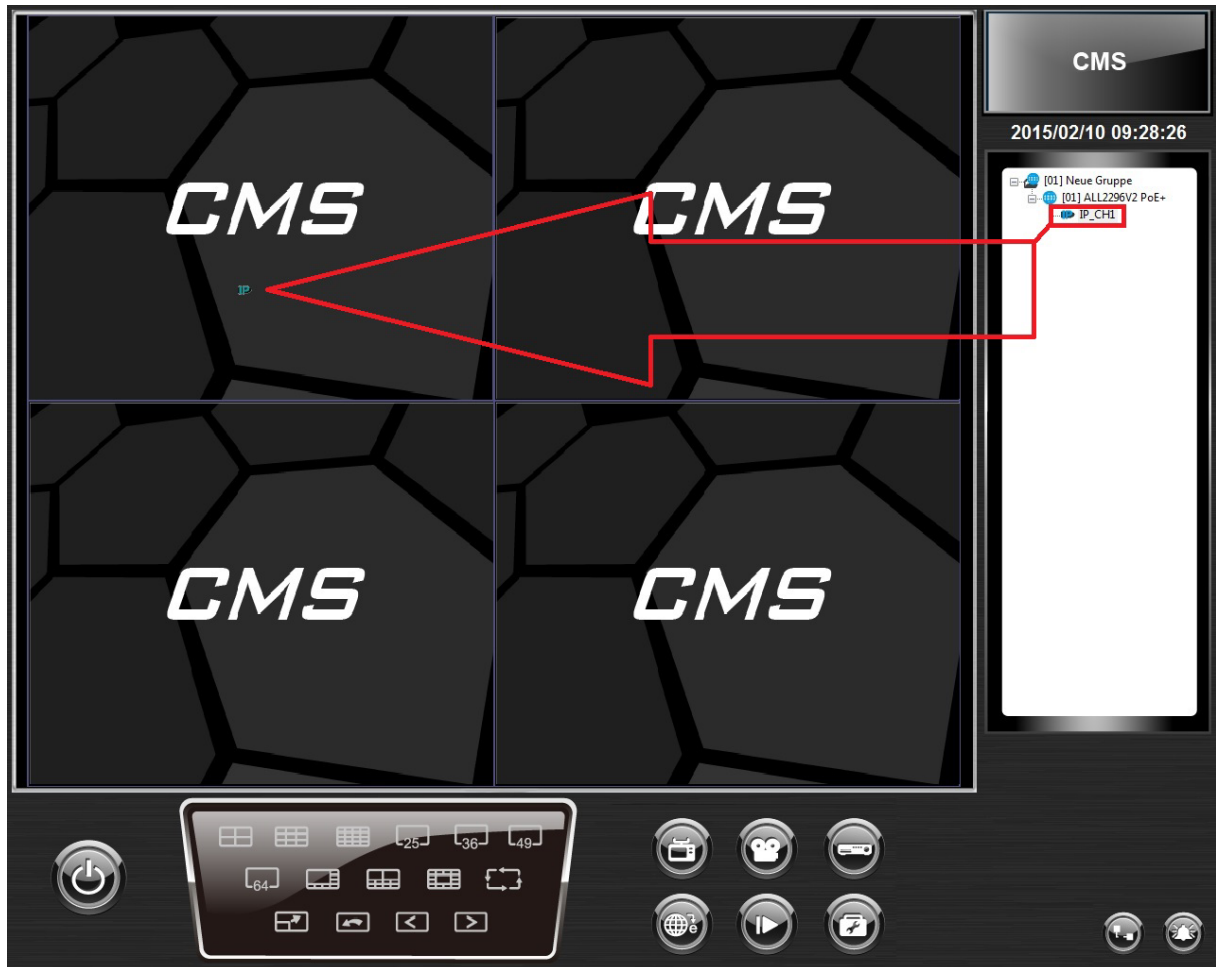 CMS
CMS
CMS
2015/02/10 09:28:26
[01] Neue Gruppe
[01] ALL2296V2 PoE+
IP_CH1
IP
CMS
CMS
25
36
49
64
e